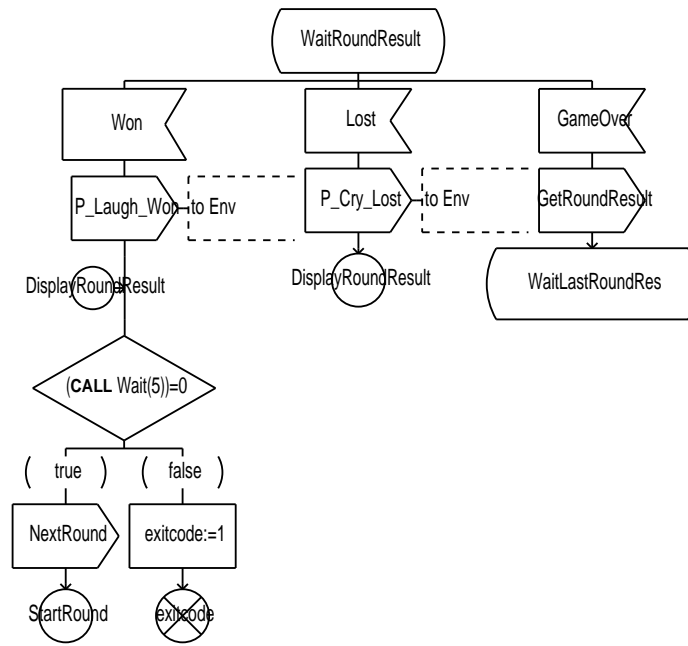 WaitRoundResult
Won
Lost
GameOver
P_Laugh_Won
to Env
P_Cry_Lost
to Env
GetRoundResult
DisplayRoundResult
DisplayRoundResult
WaitLastRoundRes
(CALL Wait(5))=0
( true )
( false )
NextRound
exitcode:=1
StartRound
exitcode